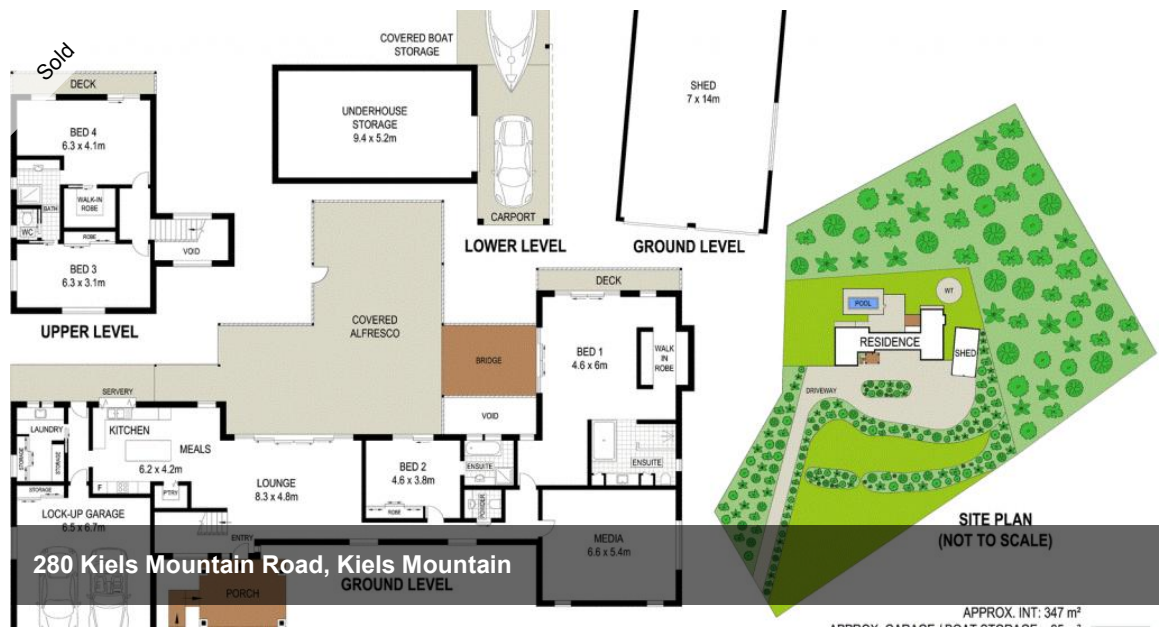 Sold
DECK
BED 4
6.3 x 4.1m
WALK-IN
ROBE
BATH
WC
ROBE
VOID
BED 3
6.3 x 3.1m
UPPER LEVEL
COVERED BOAT
STORAGE
UNDERHOUSE
STORAGE
9.4 x 5.2m
CARPORT
LOWER LEVEL
SHED
7 x 14m
GROUND LEVEL
COVERED
ALFRESCO
BRIDGE
VOID
DECK
BED 1
4.6 x 6m
WALK
IN
ROBE
ENSUITE
SERVERY
KITCHEN
LAUNDRY
STORAGE
STORAGE
STORAGE
MEALS
6.2 x 4.2m
F
PTRY
LOUNGE
8.3 x 4.8m
BED 2
4.6 x 3.8m
ROBE
ENSUITE
POWDER
LOCK-UP GARAGE
6.5 x 6.7m
ENTRY
MEDIA
6.6 x 5.4m
GROUND LEVEL
PORCH
POOL
WT
RESIDENCE
SHED
DRIVEWAY
SITE PLAN
(NOT TO SCALE)
280 Kiels Mountain Road, Kiels Mountain
APPROX. INT: 347 m²
APPROX. GARAGE / BOAT STORAGE